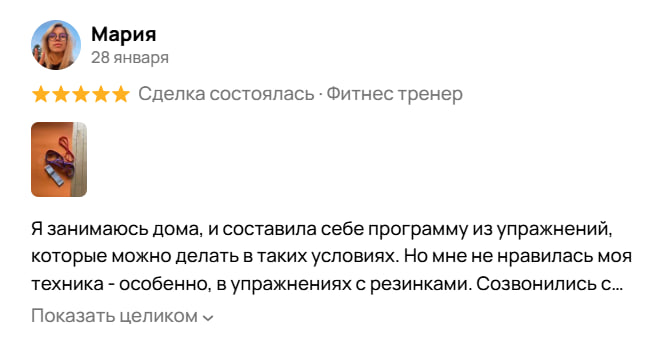 Мария
28 января
Сделка состоялась · Фитнес тренер
Я занимаюсь дома, и составила себе программу из упражнений,
которые можно делать в таких условиях. Но мне не нравилась моя
техника - особенно, в упражнениях с резинками. Созвонились с...
Показать целиком